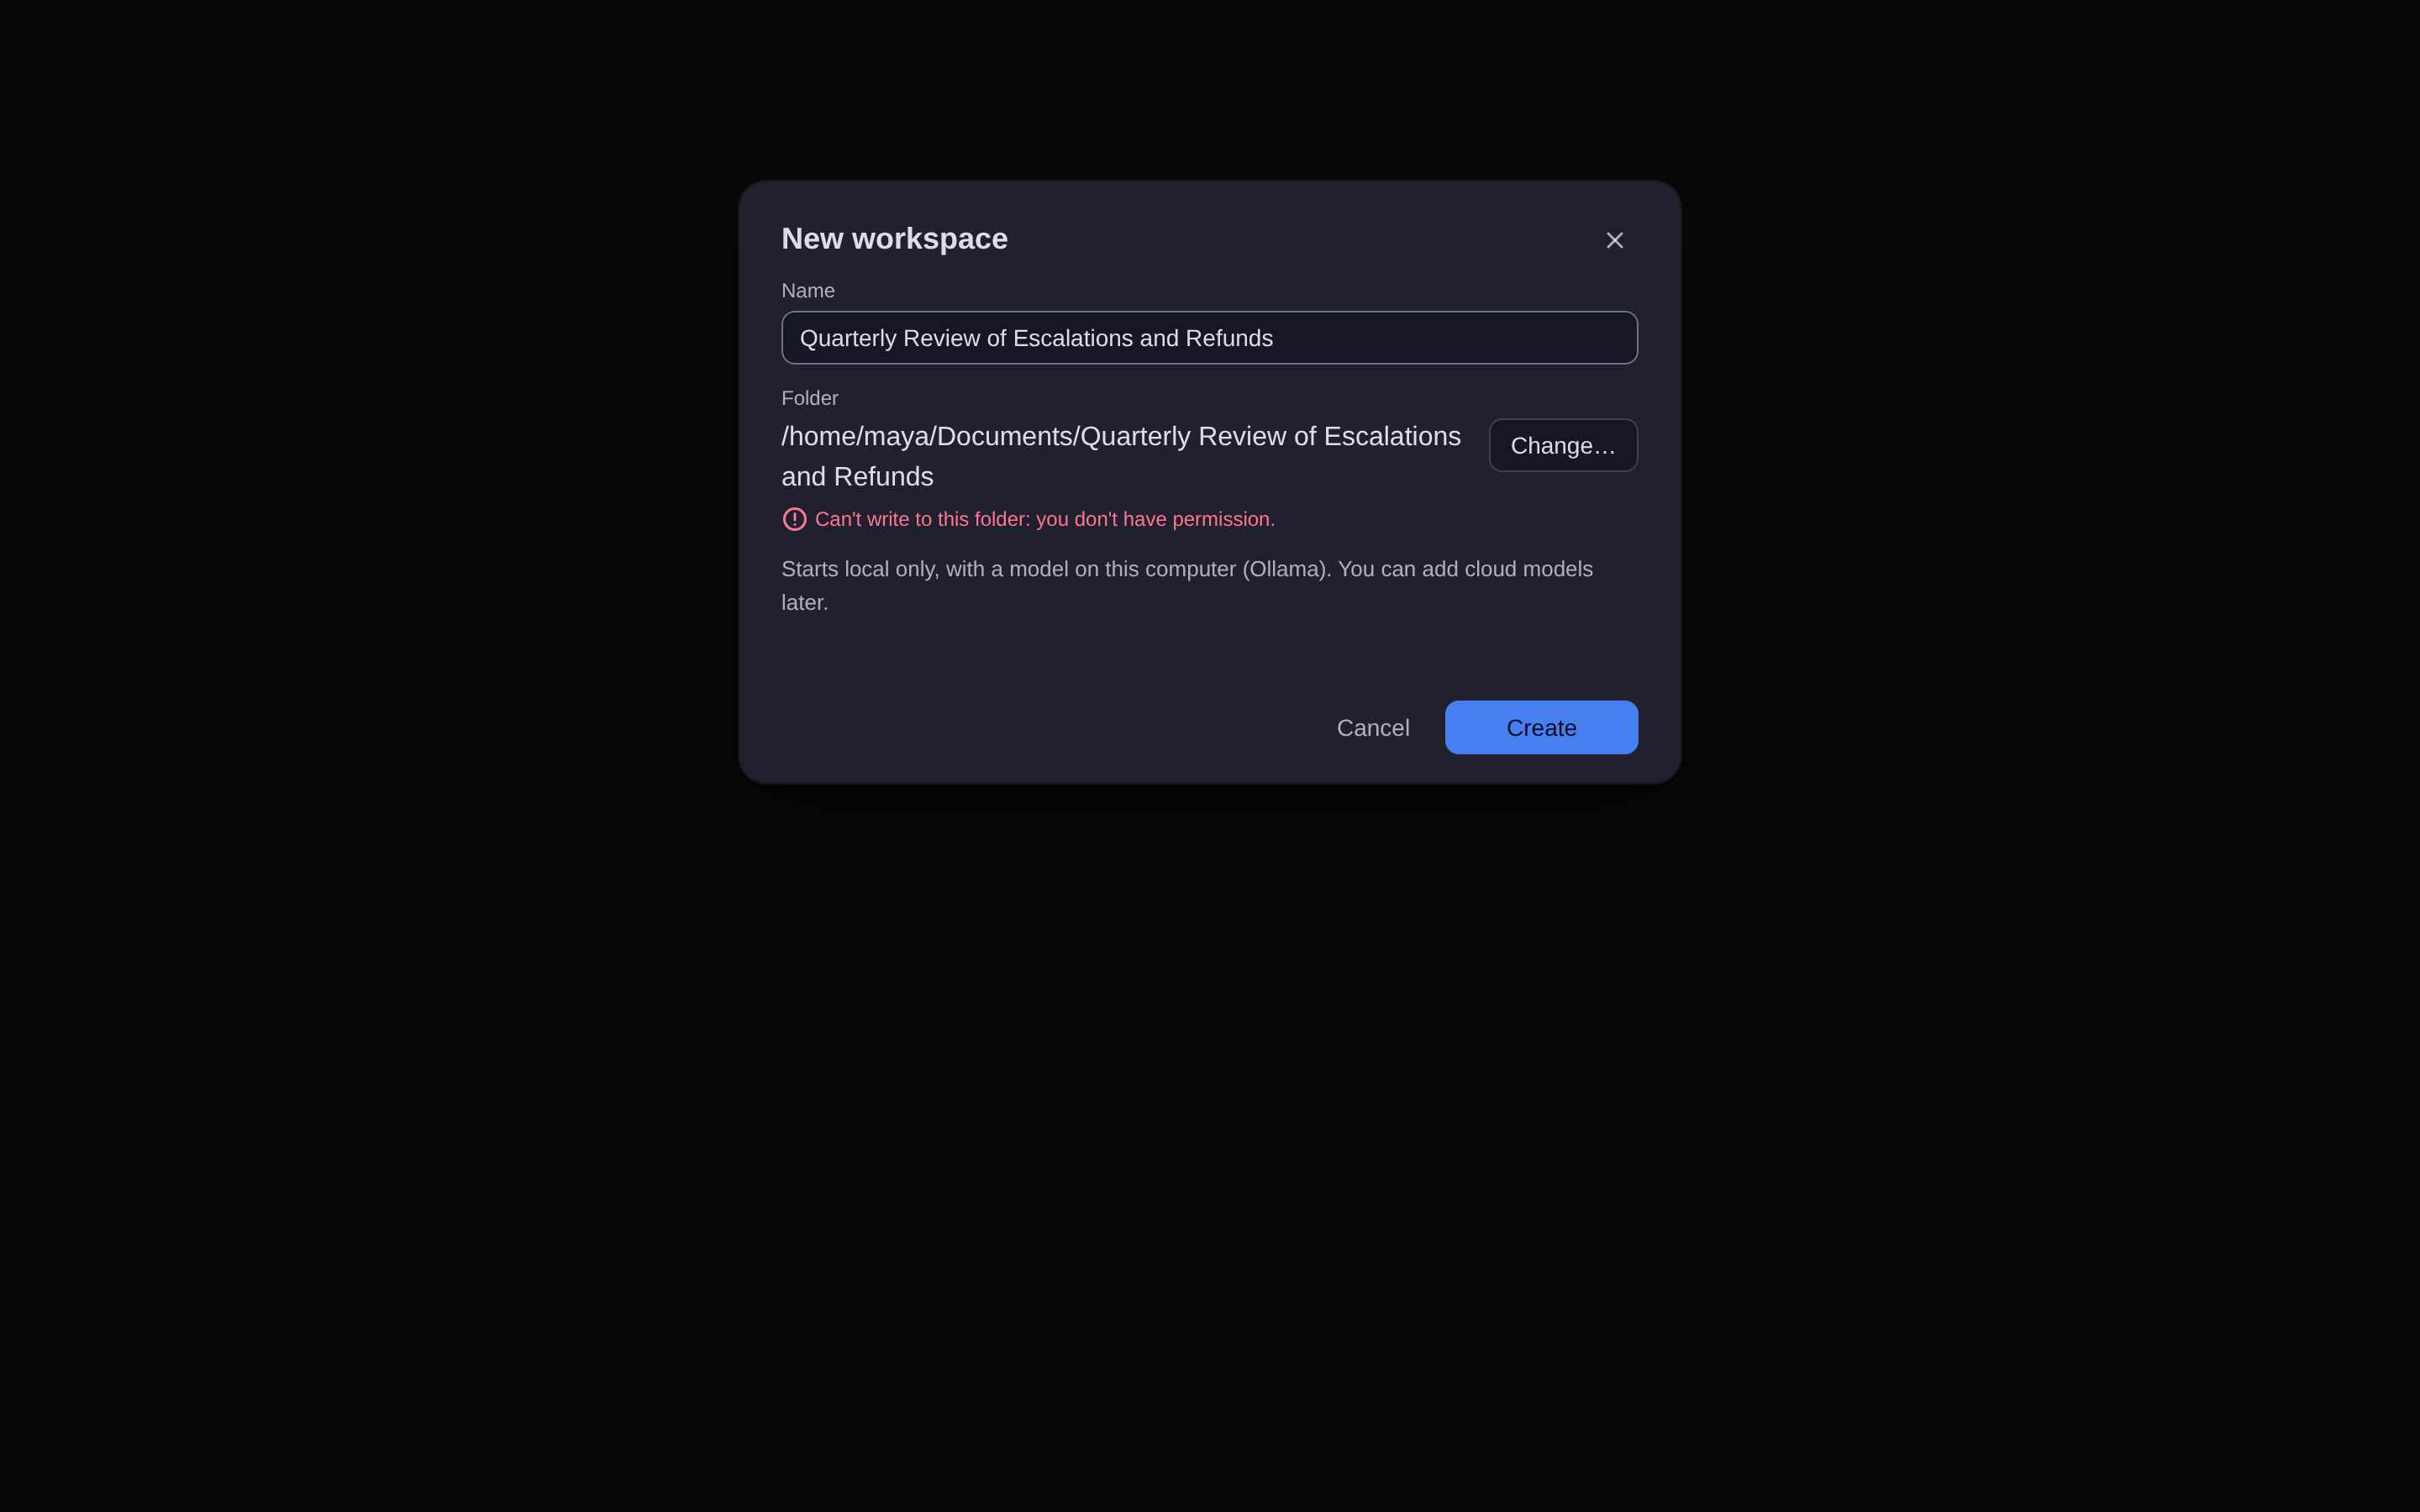 New workspace
Name
Quarterly Review of Escalations and Refunds
Folder
/home/maya/Documents/Quarterly Review of Escalations
and Refunds
Change…
Can't write to this folder: you don't have permission.
Starts local only, with a model on this computer (Ollama). You can add cloud models
later.
Cancel
Create